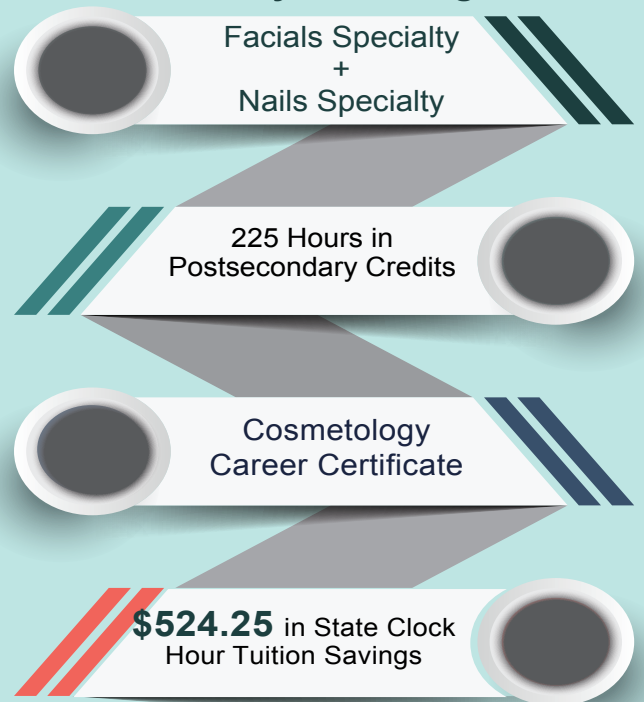 Facials Specialty
+
Nails Specialty
225 Hours in
Postsecondary Credits
Cosmetology
Career Certificate
$524.25 in State Clock
Hour Tuition Savings